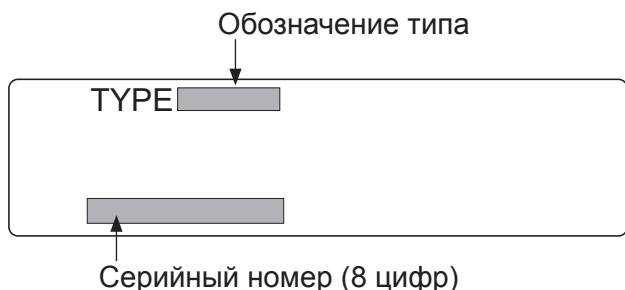 Обозначение типа
TYPE
Серийный номер (8 цифр)